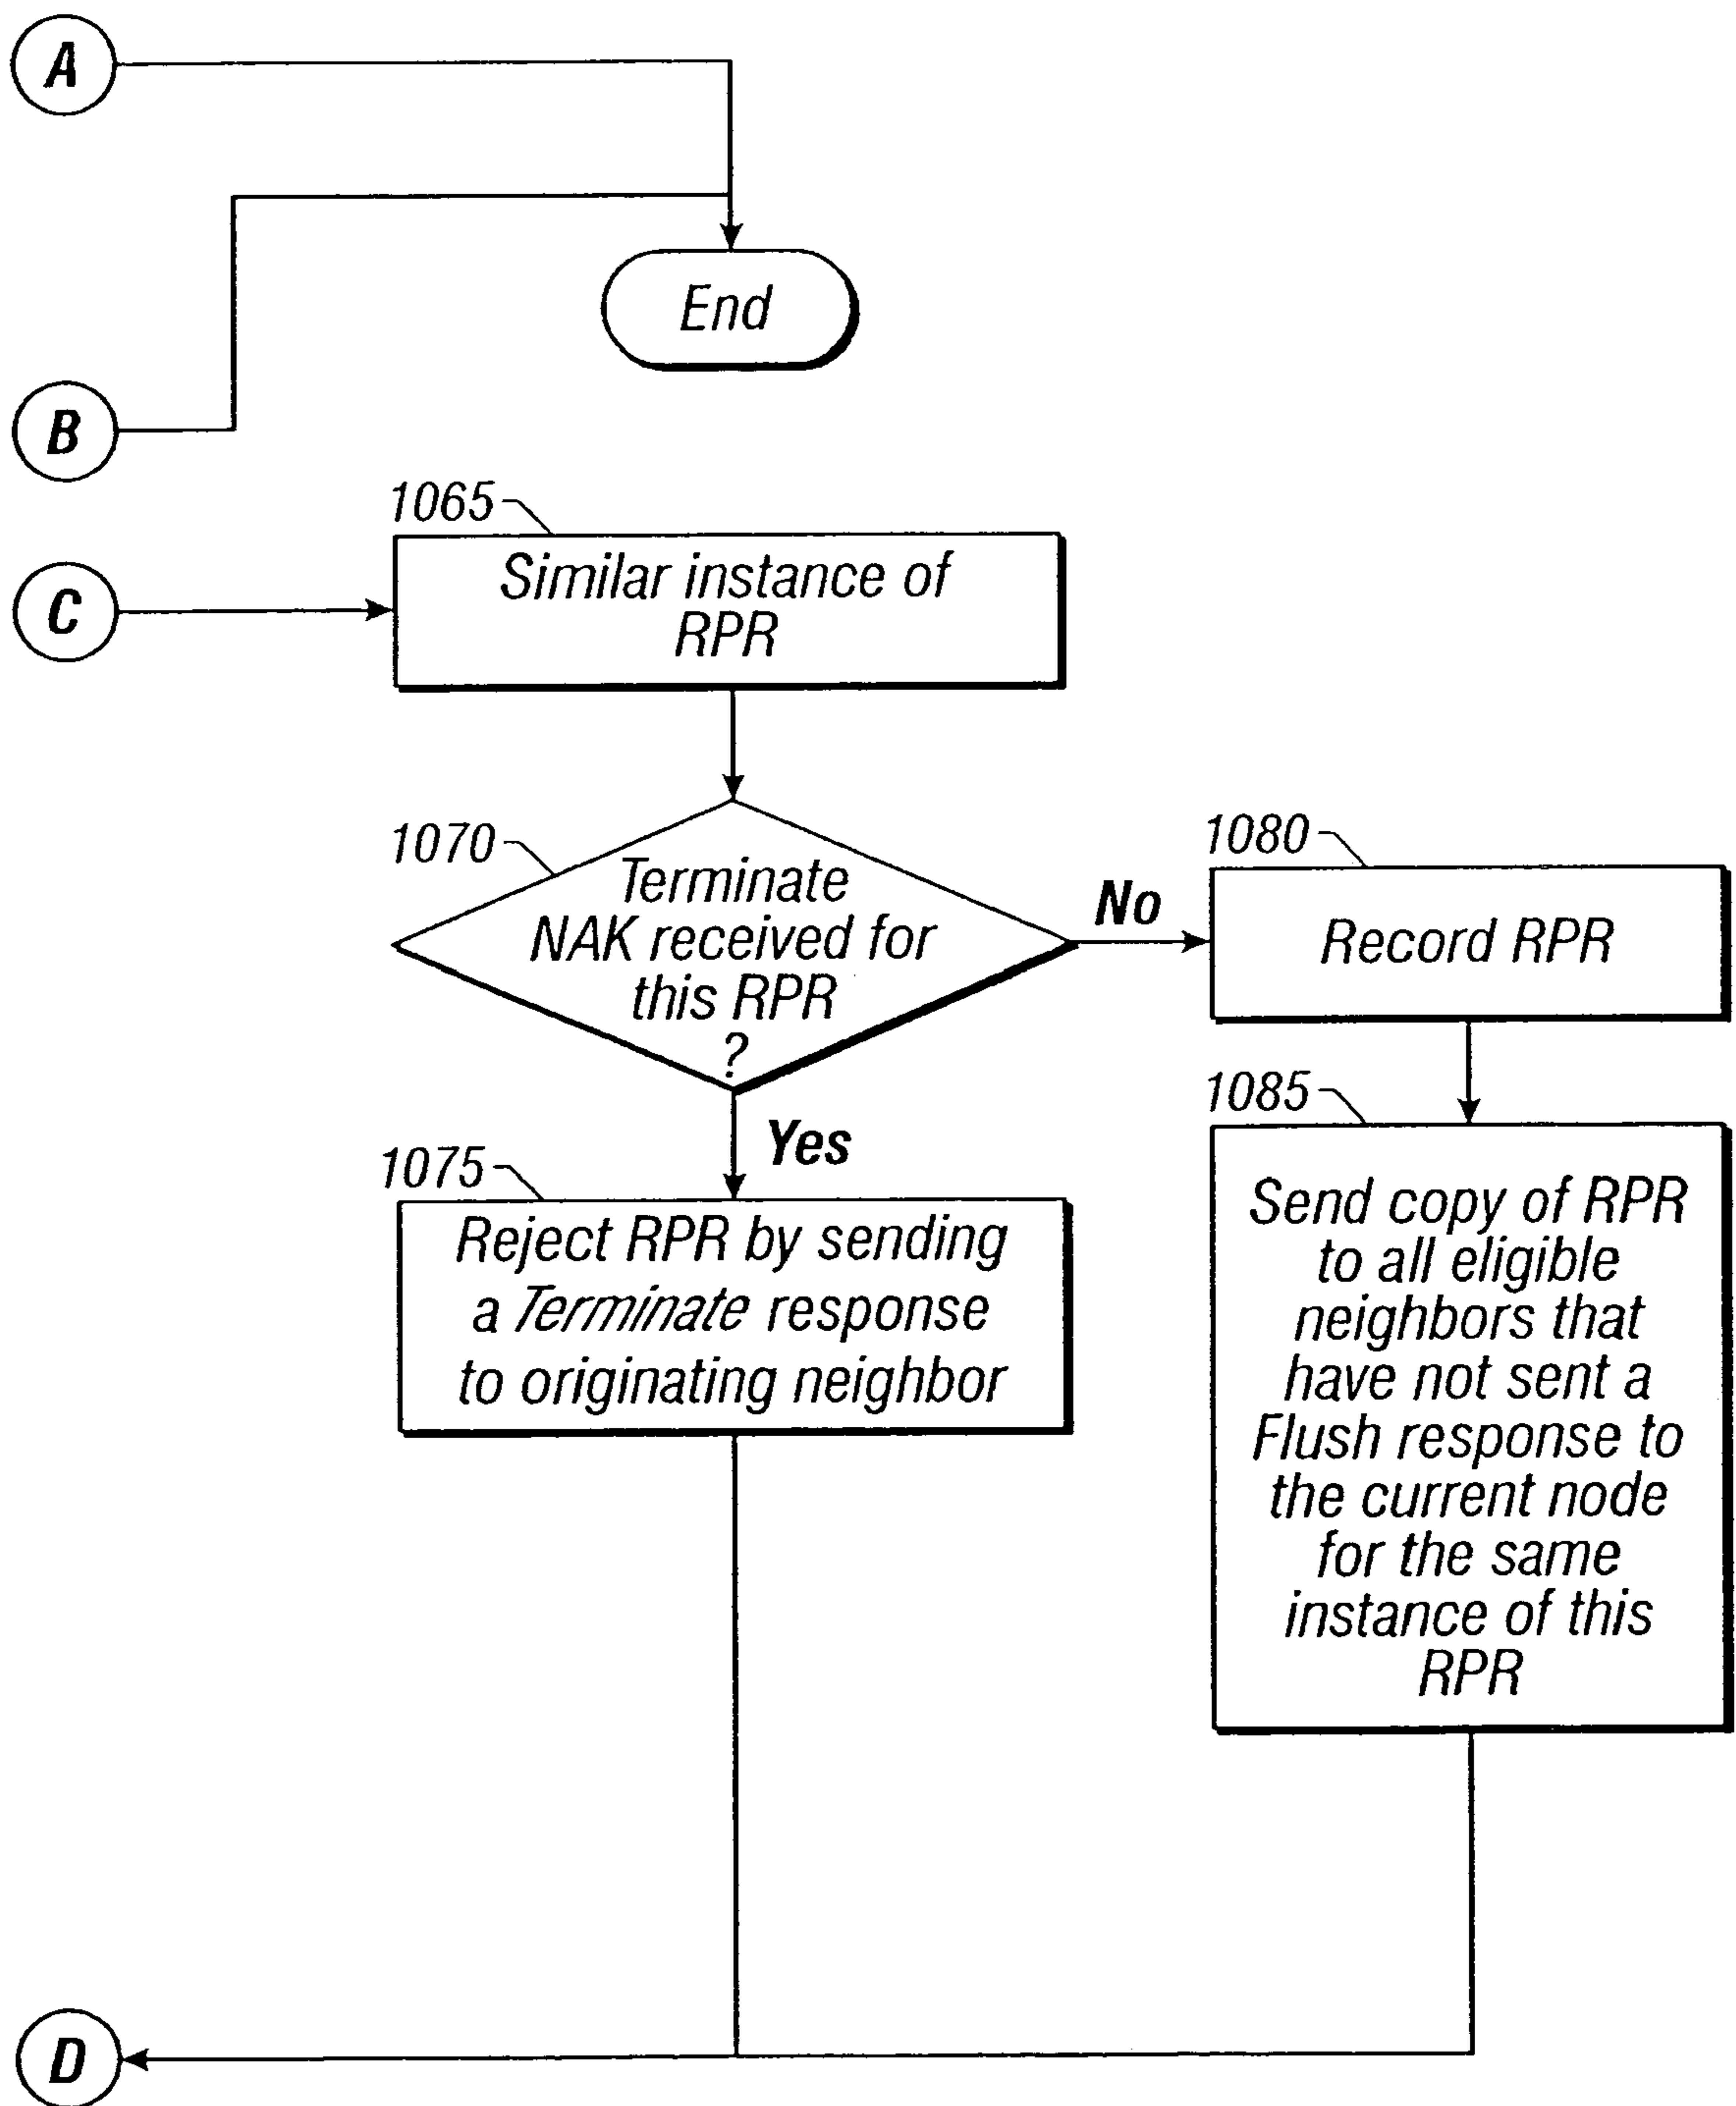 A
End
B
1065
C
Similar instance of
RPR
1070
Terminate
NAK received for
this RPR
?
No
1080
Record RPR
Yes
1075
Reject RPR by sending
a Terminate response
to originating neighbor
1085
Send copy of RPR
to all eligible
neighbors that
have not sent a
Flush response to
the current node
for the same
instance of this
RPR
D